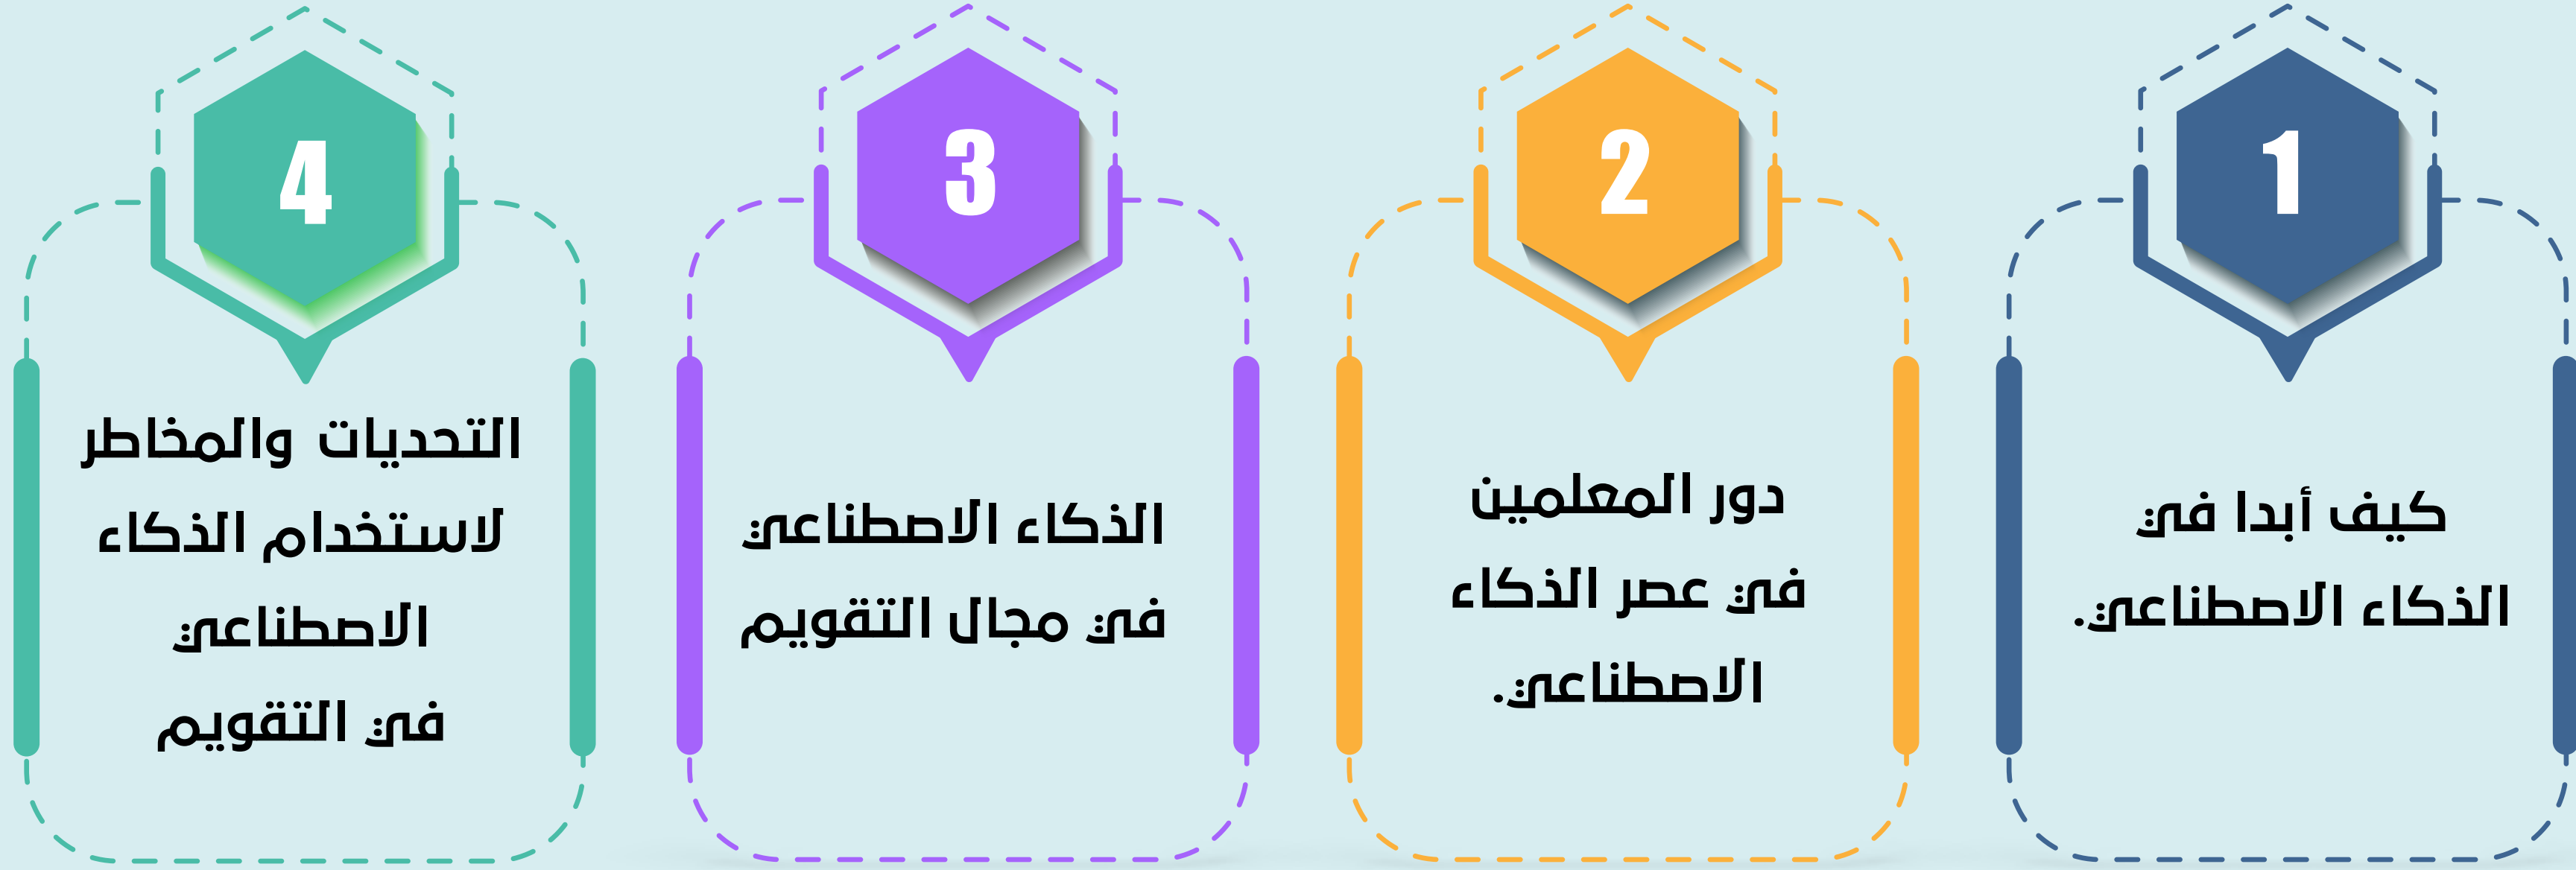 1
كيف أبدا في
الذكاء الاصطناعي.
2
دور المعلمين
في عصر الذكاء
الاصطناعي.
3
الذكاء الاصطناعي
في مجال التقويم
4
التحديات والمخاطر
لاستخدام الذكاء
الاصطناعي
في التقويم